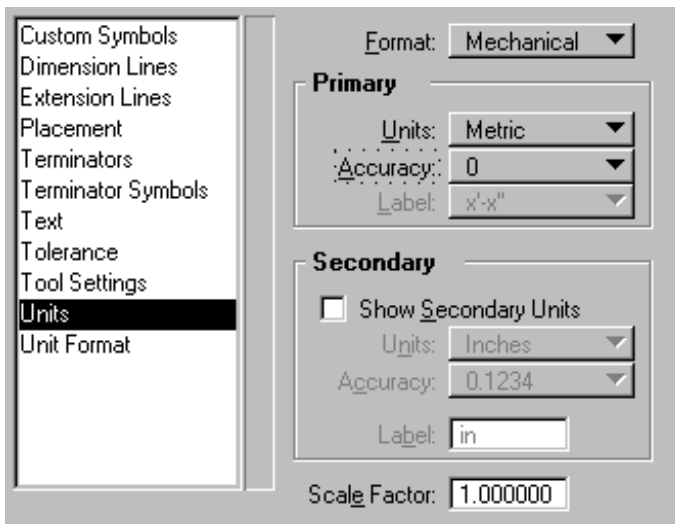 Custom Symbols
Dimension Lines
Extension Lines
Placement
Terminators
Terminator Symbols
Text
Tolerance
Tool Settings
Units
Unit Format
Format: Mechanical
Primary
Units: Metric
Accuracy: 0
Label: x'-x"
Secondary
Show Secondary Units
Units: Inches
Accuracy: 0.1234
Label: in
Scale Factor: 1.000000